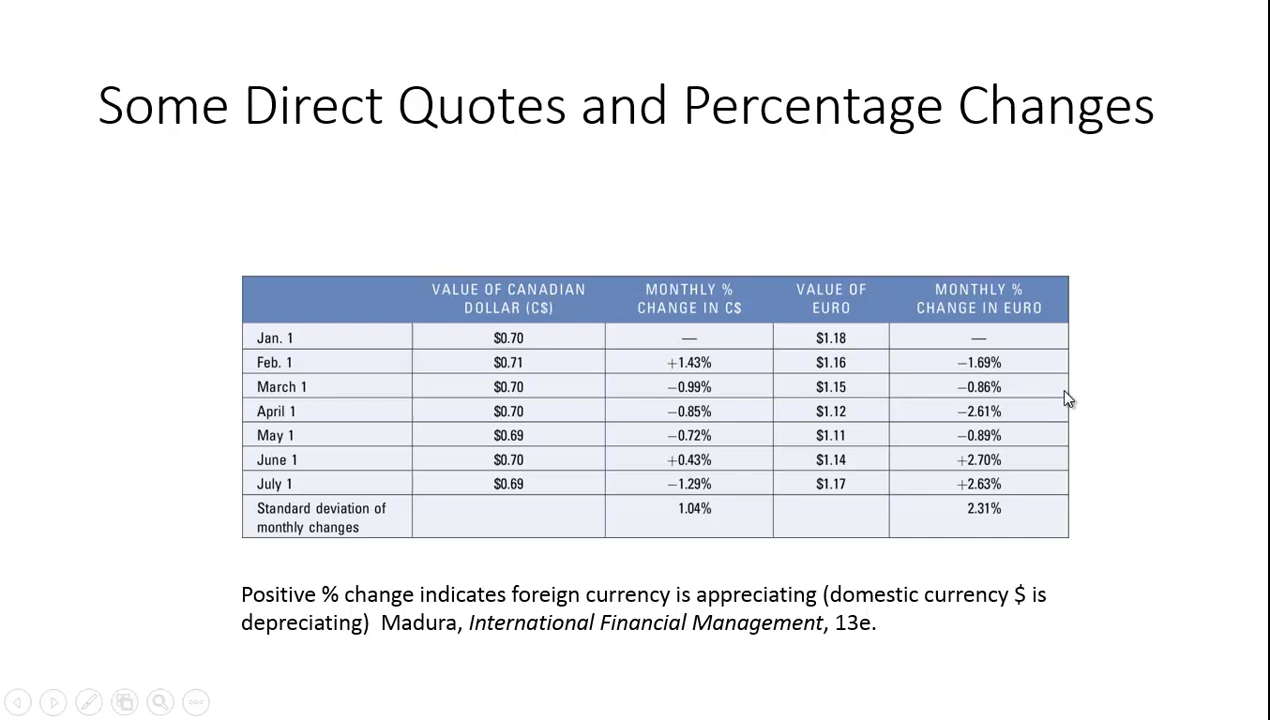 Some Direct Quotes and Percentage Changes
VALUE OF CANADIAN DOLLAR (C$) MONTHLY % CHANGE IN C$ VALUE OF EURO MONTHLY % CHANGE IN EURO
Jan. 1 $0.70 — $1.18 —
Feb. 1 $0.71 +1.43% $1.16 −1.69%
March 1 $0.70 −0.99% $1.15 −0.86%
April 1 $0.70 −0.85% $1.12 −2.61%
May 1 $0.69 −0.72% $1.11 −0.89%
June 1 $0.70 +0.43% $1.14 +2.70%
July 1 $0.69 −1.29% $1.17 +2.63%
Standard deviation of monthly changes 1.04% 2.31%
Positive % change indicates foreign currency is appreciating (domestic currency $ is
depreciating) Madura, International Financial Management, 13e.